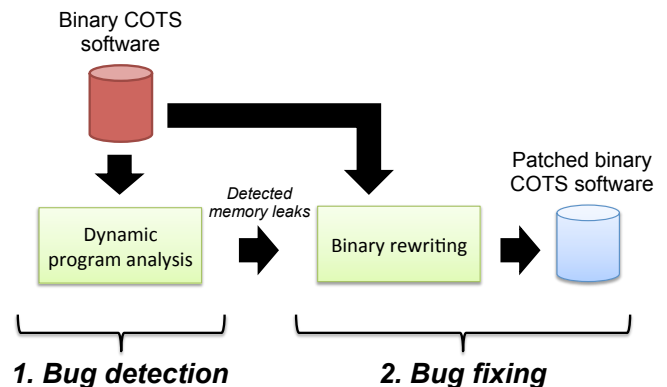 Binary COTS
software
Patched binary
COTS software
Detected
memory leaks
Dynamic
program analysis
Binary rewriting
1. Bug detection
2. Bug fixing